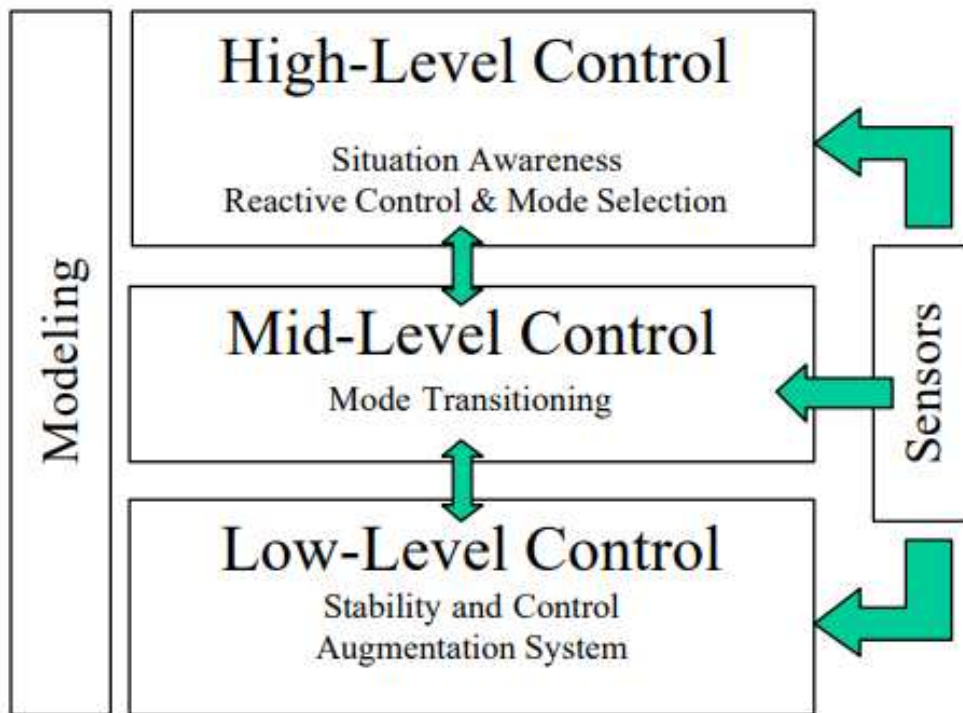 Modeling
High-Level Control
Situation Awareness
Reactive Control & Mode Selection
Mid-Level Control
Mode Transitioning
Low-Level Control
Stability and Control
Augmentation System
Sensors